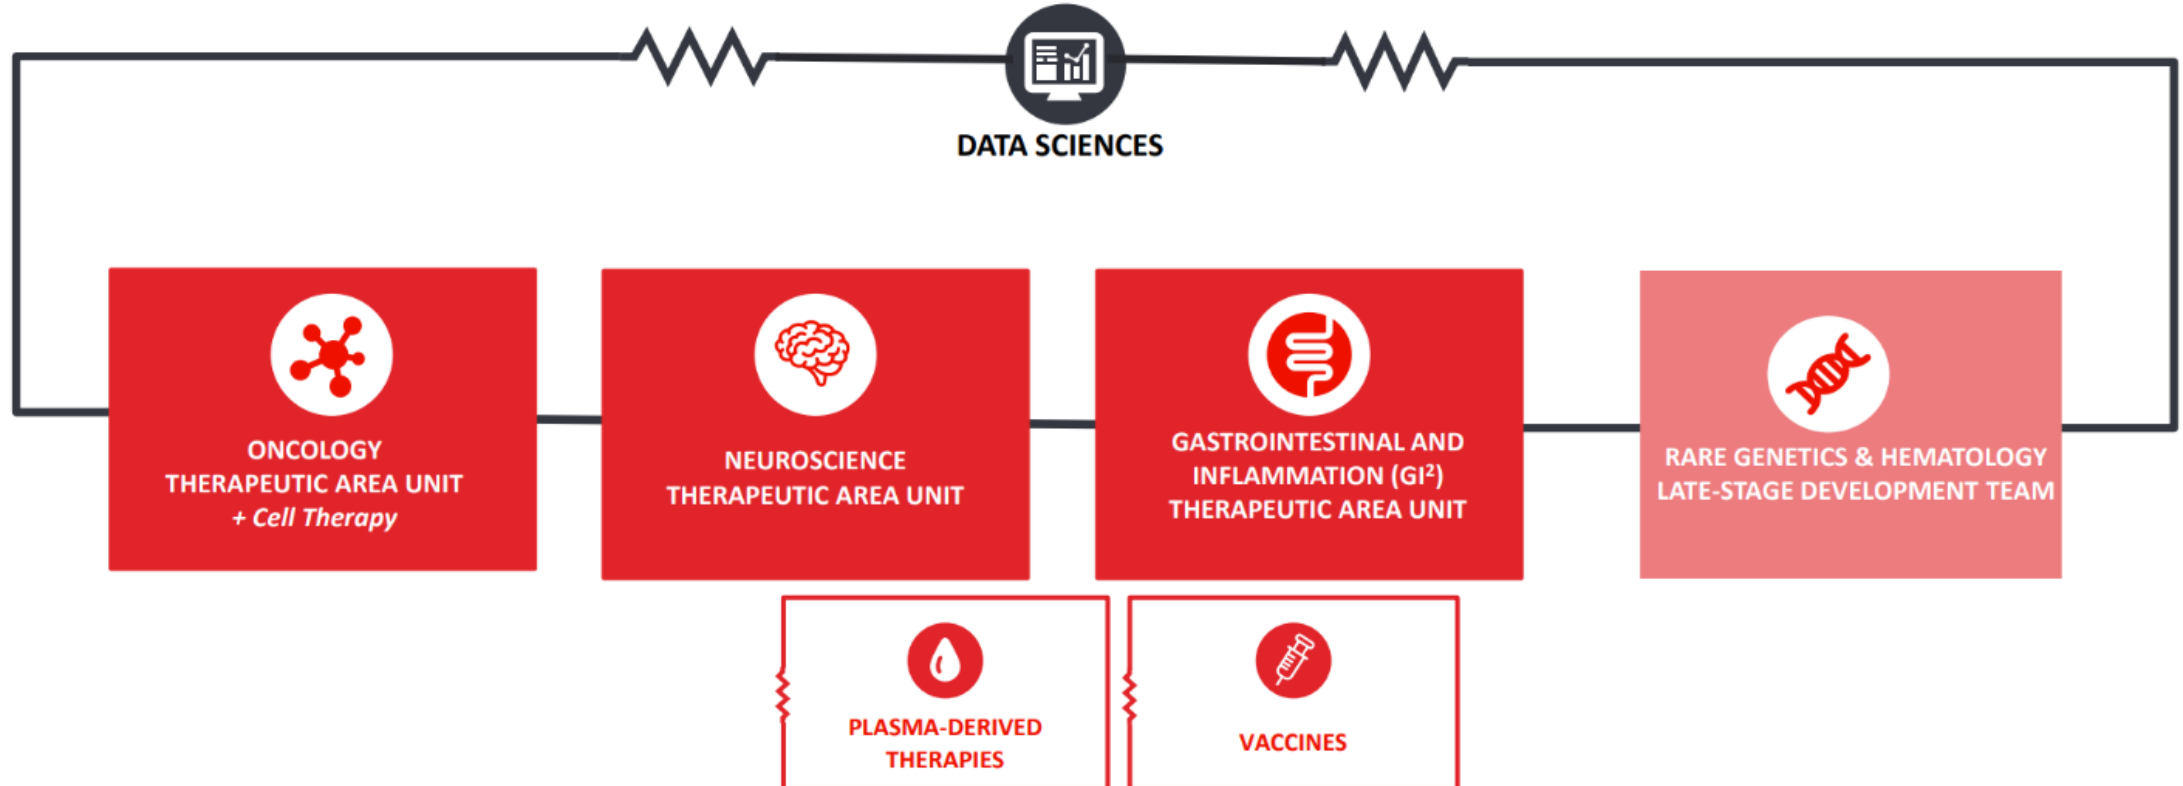 DATA SCIENCES
ONCOLOGY
THERAPEUTIC AREA UNIT
+ Cell Therapy
NEUROSCIENCE
THERAPEUTIC AREA UNIT
GASTROINTESTINAL AND
INFLAMMATION (GI²)
THERAPEUTIC AREA UNIT
RARE GENETICS & HEMATOLOGY
LATE-STAGE DEVELOPMENT TEAM
PLASMA-DERIVED
THERAPIES
VACCINES